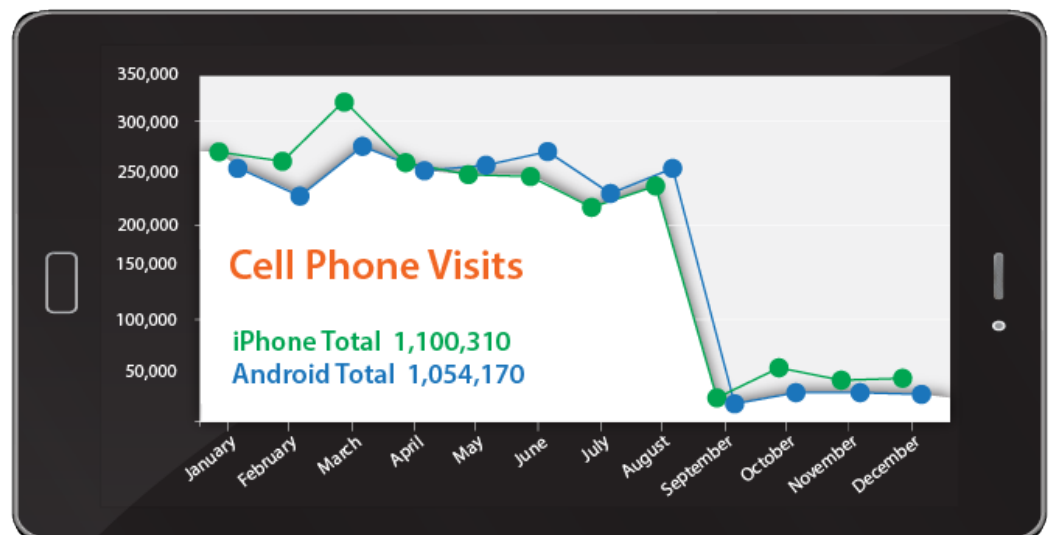 350,000
300,000
250,000
200,000
150,000
100,000
50,000
Cell Phone Visits
iPhone Total 1,100,310
Android Total 1,054,170
January
February
March
April
May
June
July
August
September
October
November
December